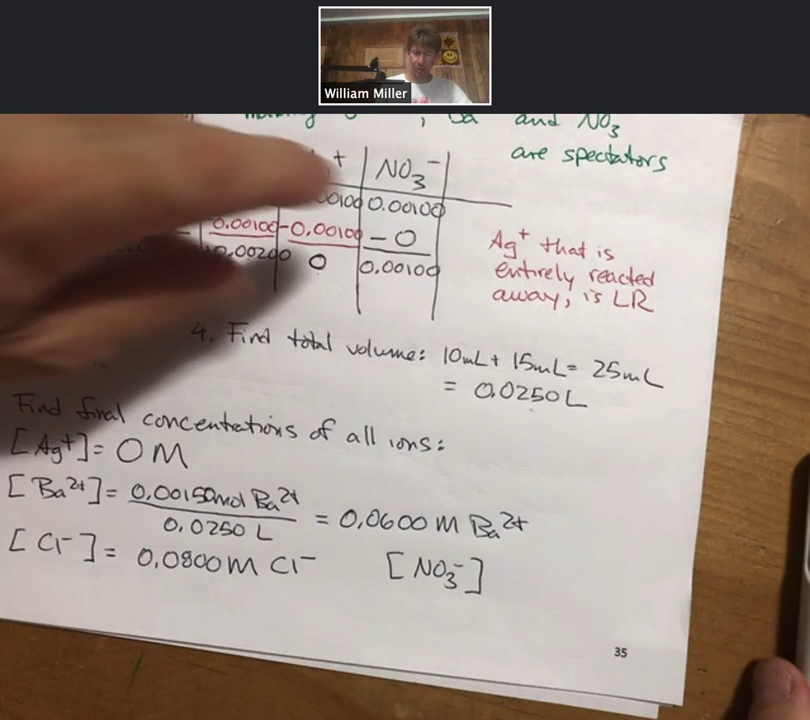 William Miller
and NO3
are spectators
+ NO3-
00100 0.00100
0.00100 -0.00100 - 0
0.00200 0 0.00100
Ag+ that is
entirely reacted
away, is LR
4. Find total volume: 10mL + 15mL = 25mL
= 0.0250L
Find final concentrations of all ions:
[Ag+] = 0 M
[Ba2+] = 0.00150mol Ba2+ / 0.0250 L = 0.0600 M Ba2+
[Cl-] = 0.0800 M Cl- [NO3-]
35